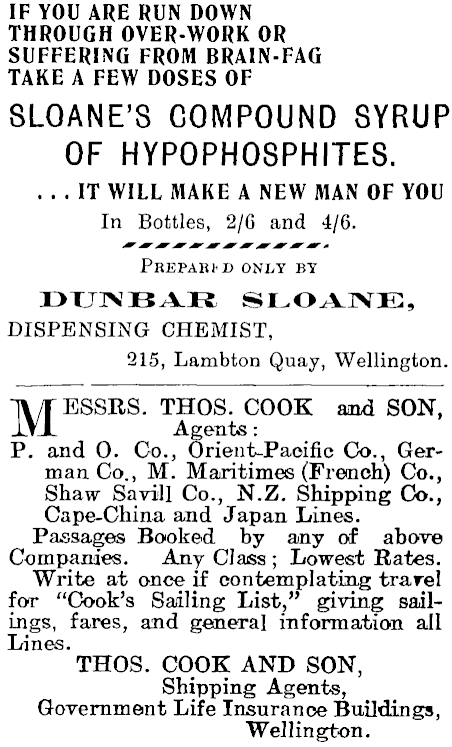 IF YOU ARE RUN DOWN
THROUGH OVER-WORK OR
SUFFERING FROM BRAIN-FAG
TAKE A FEW DOSES OF
SLOANE'S COMPOUND SYRUP
OF HYPOPHOSPHITES.
... IT WILL MAKE A NEW MAN OF YOU
In Bottles, 2/6 and 4/6.
PREPARED ONLY BY
DUNBAR SLOANE,
DISPENSING CHEMIST,
215, Lambton Quay, Wellington.
MESSRS. THOS. COOK and SON,
Agents:
P. and O. Co., Orient-Pacific Co., Ger-
man Co., M. Maritimes (French) Co.,
Shaw Savill Co., N.Z. Shipping Co.,
Cape-China and Japan Lines.
Passages Booked by any of above
Companies. Any Class; Lowest Rates.
Write at once if contemplating travel
for "Cook's Sailing List," giving sail-
ings, fares, and general information all
Lines.
THOS. COOK AND SON,
Shipping Agents,
Government Life Insurance Buildings,
Wellington.